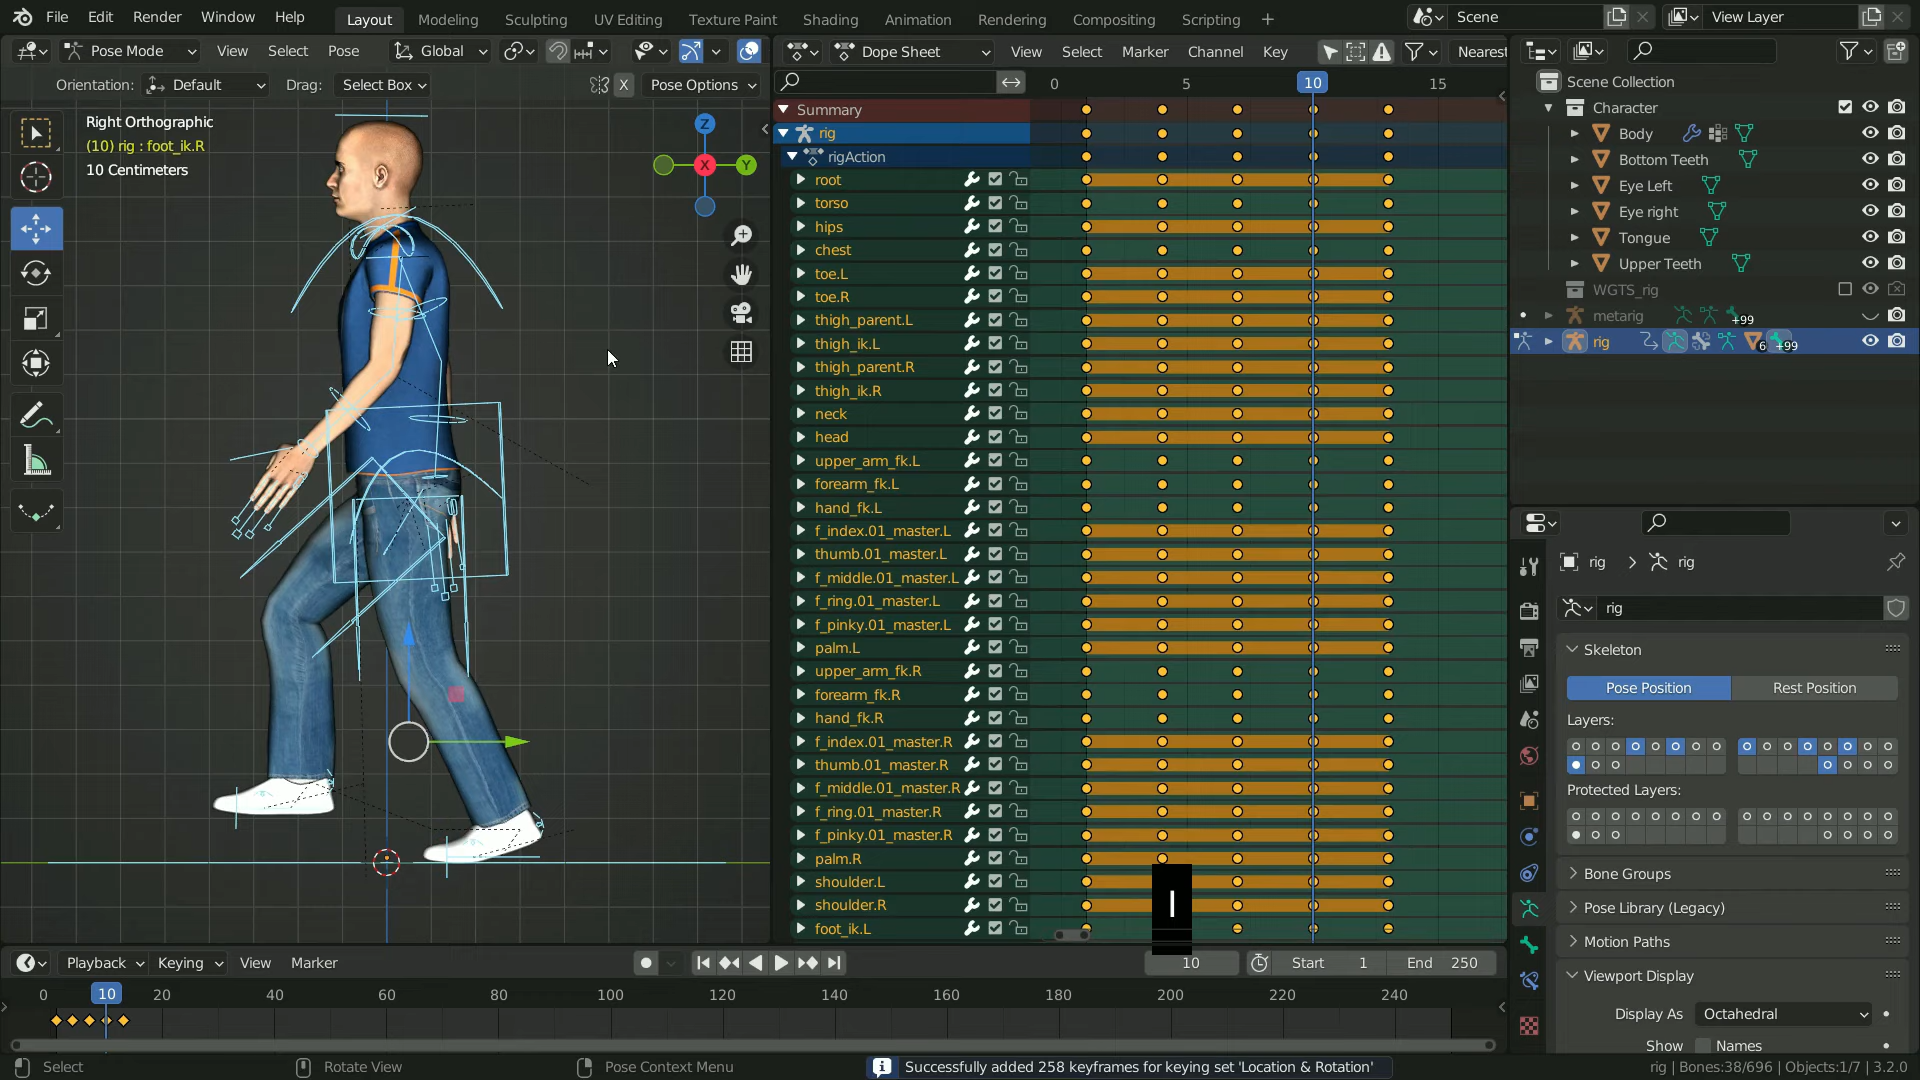 File Edit Render Window Help Layout Modeling Sculpting UV Editing Texture Paint Shading Animation Rendering Compositing Scripting + Scene View Layer
Pose Mode View Select Pose Global
Dope Sheet View Select Marker Channel Key Nearest
Orientation: Default Drag: Select Box X Pose Options
0 5 10 15
Right Orthographic
(10) rig : foot_ik.R
10 Centimeters
Z
X
Y
Summary
rig
rigAction
root
torso
hips
chest
toe.L
toe.R
thigh_parent.L
thigh_ik.L
thigh_parent.R
thigh_ik.R
neck
head
upper_arm_fk.L
forearm_fk.L
hand_fk.L
f_index.01_master.L
thumb.01_master.L
f_middle.01_master.L
f_ring.01_master.L
f_pinky.01_master.L
palm.L
upper_arm_fk.R
forearm_fk.R
hand_fk.R
f_index.01_master.R
thumb.01_master.R
f_middle.01_master.R
f_ring.01_master.R
f_pinky.01_master.R
palm.R
shoulder.L
shoulder.R
foot_ik.L
I
Scene Collection
Character
Body
Bottom Teeth
Eye Left
Eye right
Tongue
Upper Teeth
WGTS_rig
metarig +99
rig 6 +99
rig > rig
rig
Skeleton
Pose Position Rest Position
Layers:
Protected Layers:
Bone Groups
Pose Library (Legacy)
Motion Paths
Viewport Display
Display As Octahedral
Show Names
Playback Keying View Marker 10 Start 1 End 250
0 10 20 40 60 80 100 120 140 160 180 200 220 240
Select Rotate View Pose Context Menu Successfully added 258 keyframes for keying set 'Location & Rotation' rig | Bones:38/696 | Objects:1/7 | 3.2.0